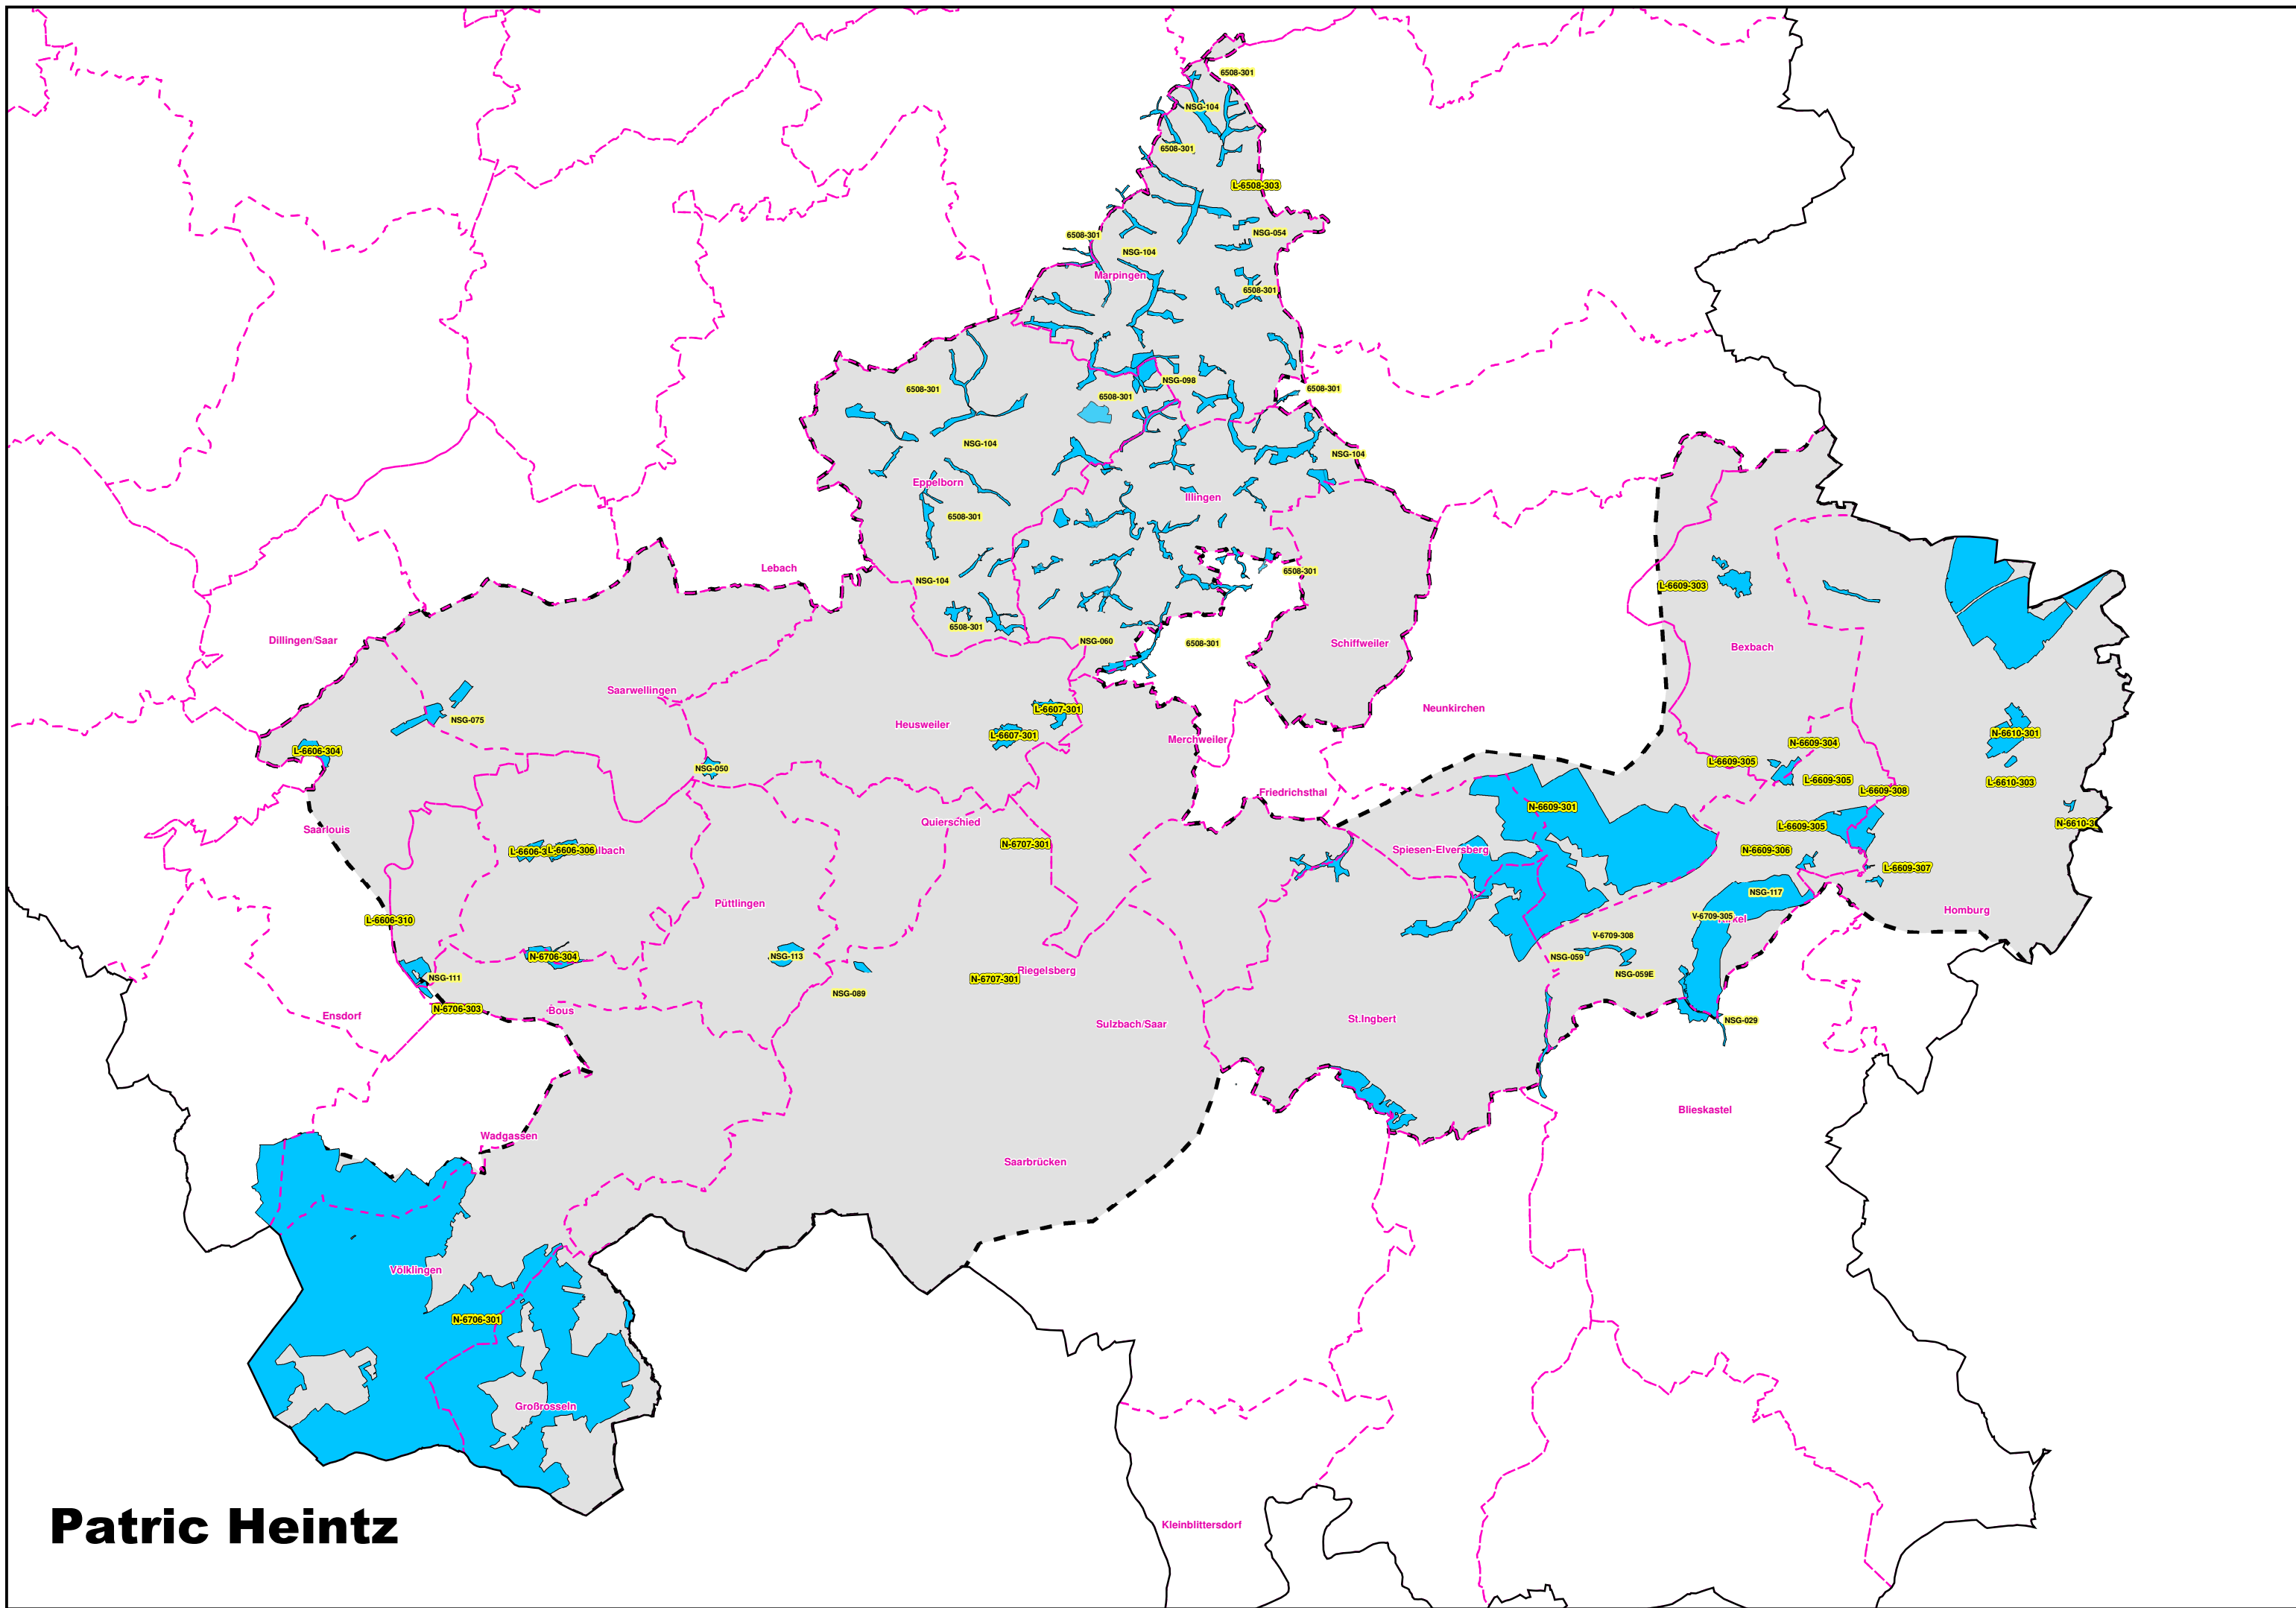 6508-301
NSG-104
6508-301
L-6508-303
NSG-054
6508-301
NSG-104
Marpingen
6508-301
NSG-098
6508-301
6508-301
6508-301
NSG-104
NSG-104
Eppelborn
Illingen
6508-301
Lebach
6508-301
NSG-104
L-6609-303
6508-301
Dillingen/Saar
NSG-060
6508-301
Schiffweiler
Bexbach
Saarwellingen
NSG-075
Heusweiler
L-6607-301
Neunkirchen
L-6607-301
Merchweiler
N-6610-301
N-6609-304
L-6606-304
L-6609-305
NSG-050
L-6609-305
L-6610-303
Friedrichsthal
L-6609-308
N-6609-301
Saarlouis
Quierschied
L-6609-305
N-6610-3
N-6707-301
L-6606-3
L-6606-306
lbach
Spiesen-Elversberg
N-6609-306
L-6609-307
NSG-117
Püttlingen
V-6709-305
kel
Homburg
L-6606-310
V-6709-308
N-6706-304
NSG-113
NSG-059
NSG-111
Riegelsberg
NSG-059E
N-6707-301
NSG-089
N-6706-303
Bous
Ensdorf
Sulzbach/Saar
St.Ingbert
NSG-029
Blieskastel
Wadgassen
Saarbrücken
Völklingen
N-6706-301
Großrosseln
Patric Heintz
Kleinblittersdorf